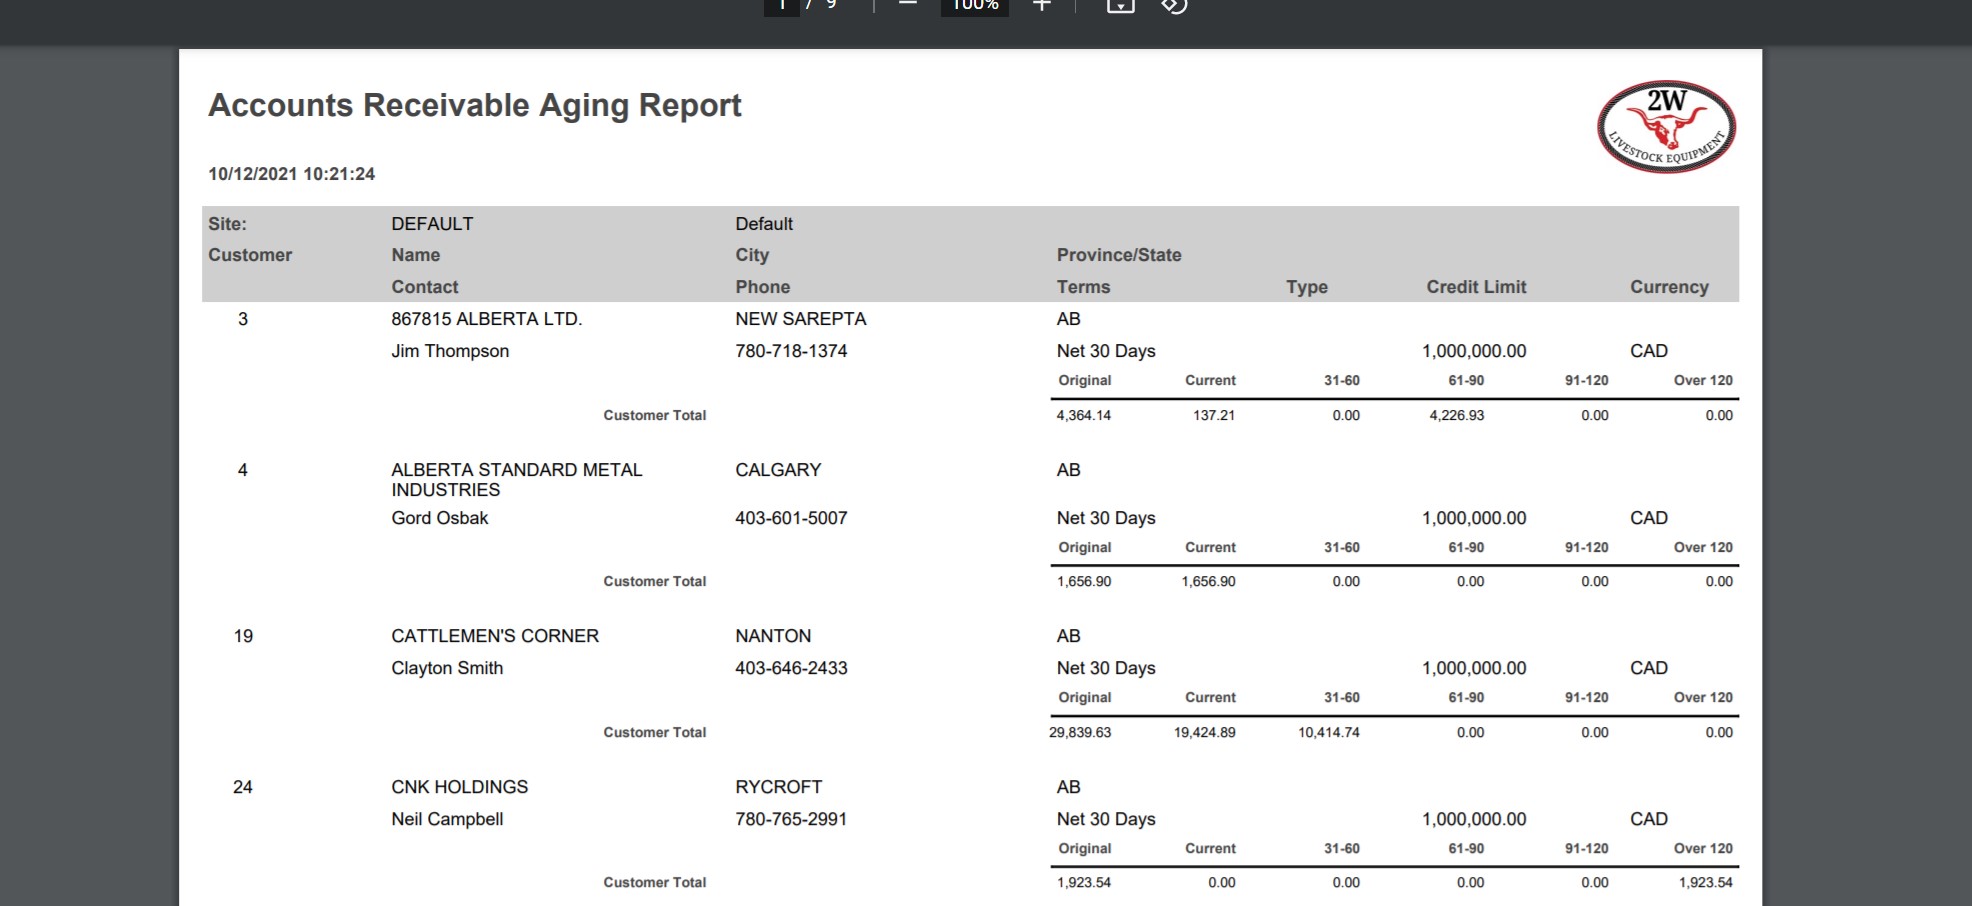 1 / 9 100%
Accounts Receivable Aging Report
2W
LIVESTOCK EQUIPMENT
10/12/2021 10:21:24
Site: DEFAULT Default
Customer Name City Province/State
Contact Phone Terms Type Credit Limit Currency
3 867815 ALBERTA LTD. NEW SAREPTA AB
Jim Thompson 780-718-1374 Net 30 Days 1,000,000.00 CAD
Original Current 31-60 61-90 91-120 Over 120
Customer Total 4,364.14 137.21 0.00 4,226.93 0.00 0.00
4 ALBERTA STANDARD METAL CALGARY AB
INDUSTRIES
Gord Osbak 403-601-5007 Net 30 Days 1,000,000.00 CAD
Original Current 31-60 61-90 91-120 Over 120
Customer Total 1,656.90 1,656.90 0.00 0.00 0.00 0.00
19 CATTLEMEN'S CORNER NANTON AB
Clayton Smith 403-646-2433 Net 30 Days 1,000,000.00 CAD
Original Current 31-60 61-90 91-120 Over 120
Customer Total 29,839.63 19,424.89 10,414.74 0.00 0.00 0.00
24 CNK HOLDINGS RYCROFT AB
Neil Campbell 780-765-2991 Net 30 Days 1,000,000.00 CAD
Original Current 31-60 61-90 91-120 Over 120
Customer Total 1,923.54 0.00 0.00 0.00 0.00 1,923.54